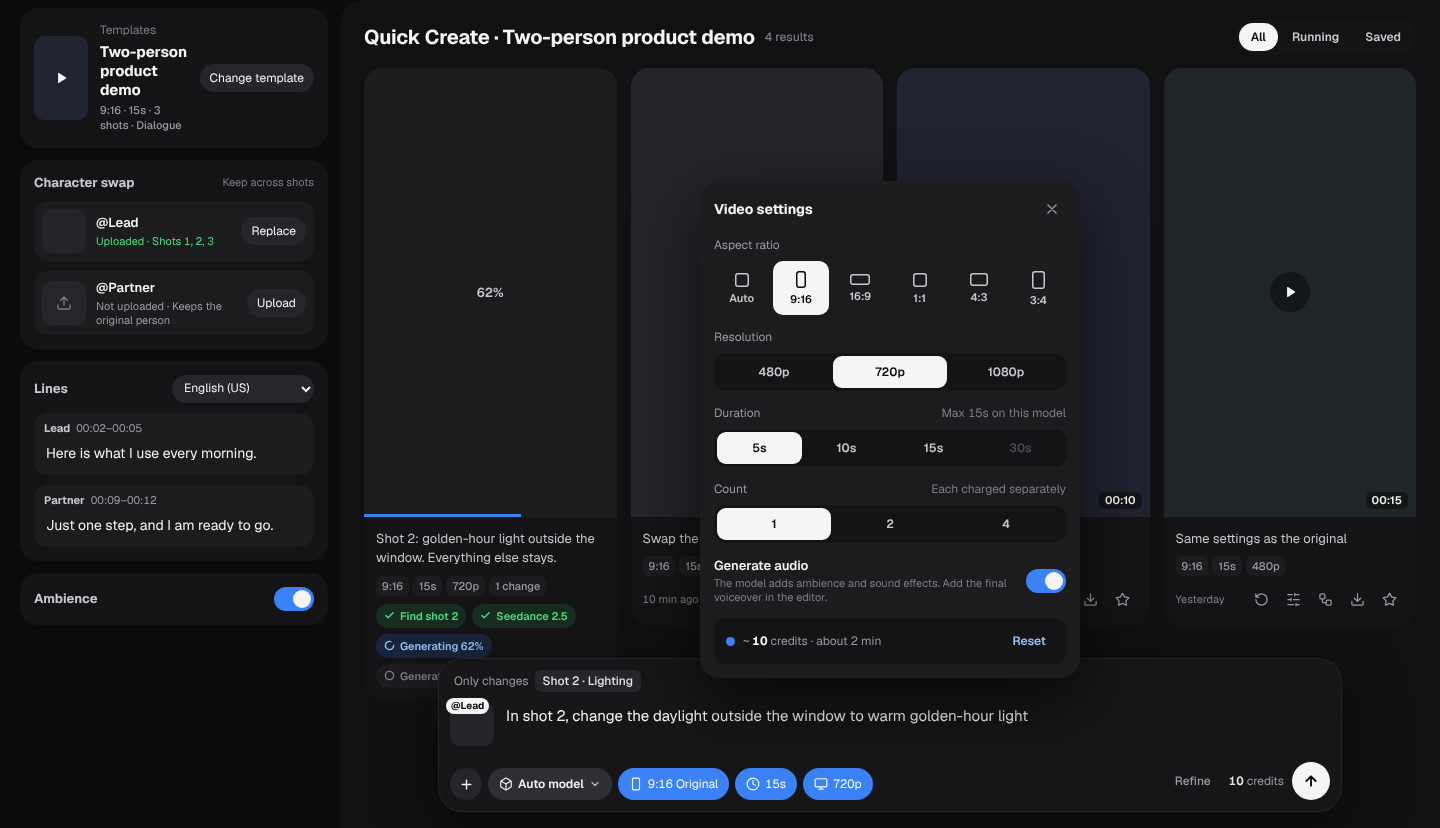 Templates
Two-person
product
demo
9:16 · 15s · 3
shots · Dialogue
Change template
Character swap
Keep across shots
@Lead
Uploaded · Shots 1, 2, 3
Replace
@Partner
Not uploaded · Keeps the
original person
Upload
Lines
English (US)
Lead 00:02–00:05
Here is what I use every morning.
Partner 00:09–00:12
Just one step, and I am ready to go.
Ambience
Quick Create · Two-person product demo 4 results
All Running Saved
62%
Shot 2: golden-hour light outside the
window. Everything else stays.
9:16 15s 720p 1 change
Find shot 2 Seedance 2.5
Generating 62%
Swap the
9:16
10 min ago
00:10
00:15
Same settings as the original
9:16 15s 480p
Yesterday
Video settings
Aspect ratio
Auto 9:16 16:9 1:1 4:3 3:4
Resolution
480p 720p 1080p
Duration Max 15s on this model
5s 10s 15s 30s
Count Each charged separately
1 2 4
Generate audio
The model adds ambience and sound effects. Add the final
voiceover in the editor.
~ 10 credits · about 2 min
Reset
Only changes Shot 2 · Lighting
@Lead
In shot 2, change the daylight outside the window to warm golden-hour light
Auto model 9:16 Original 15s 720p
Refine 10 credits